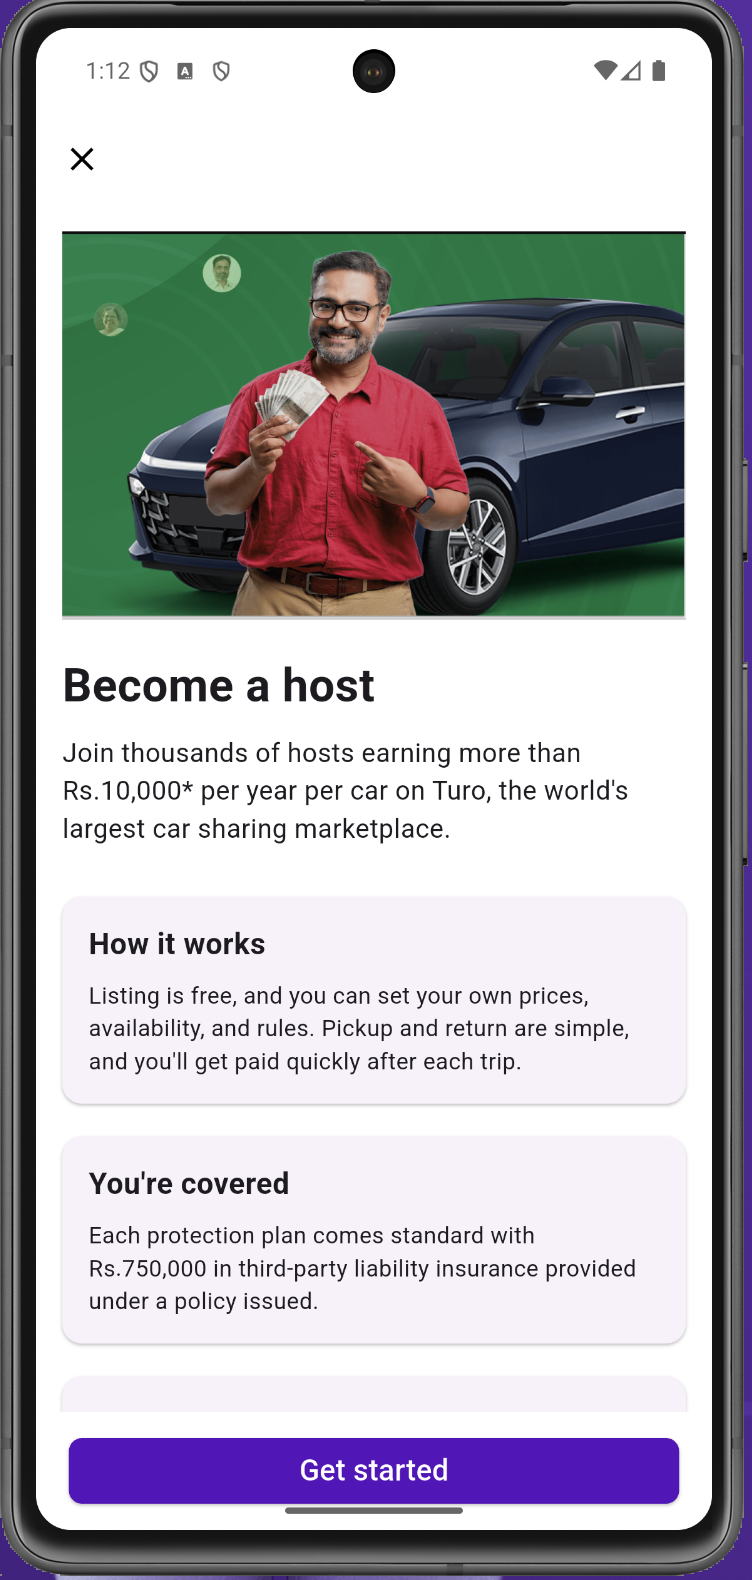 1:12
Become a host
Join thousands of hosts earning more than
Rs.10,000* per year per car on Turo, the world's
largest car sharing marketplace.
How it works
Listing is free, and you can set your own prices,
availability, and rules. Pickup and return are simple,
and you'll get paid quickly after each trip.
You're covered
Each protection plan comes standard with
Rs.750,000 in third-party liability insurance provided
under a policy issued.
Get started